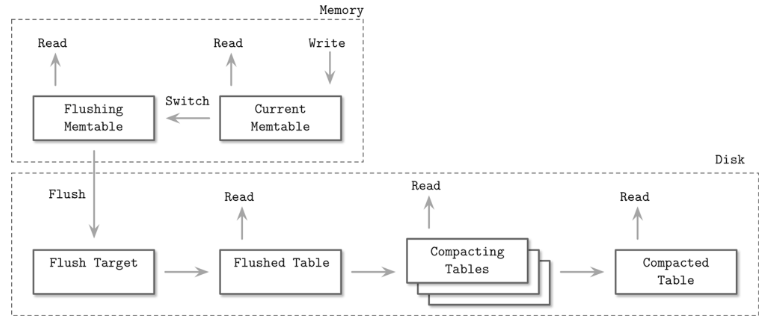 Memory
Read
Read
Write
Flushing
Memtable
Switch
Current
Memtable
Disk
Flush
Read
Read
Read
Flush Target
Flushed Table
Compacting
Tables
Compacted
Table